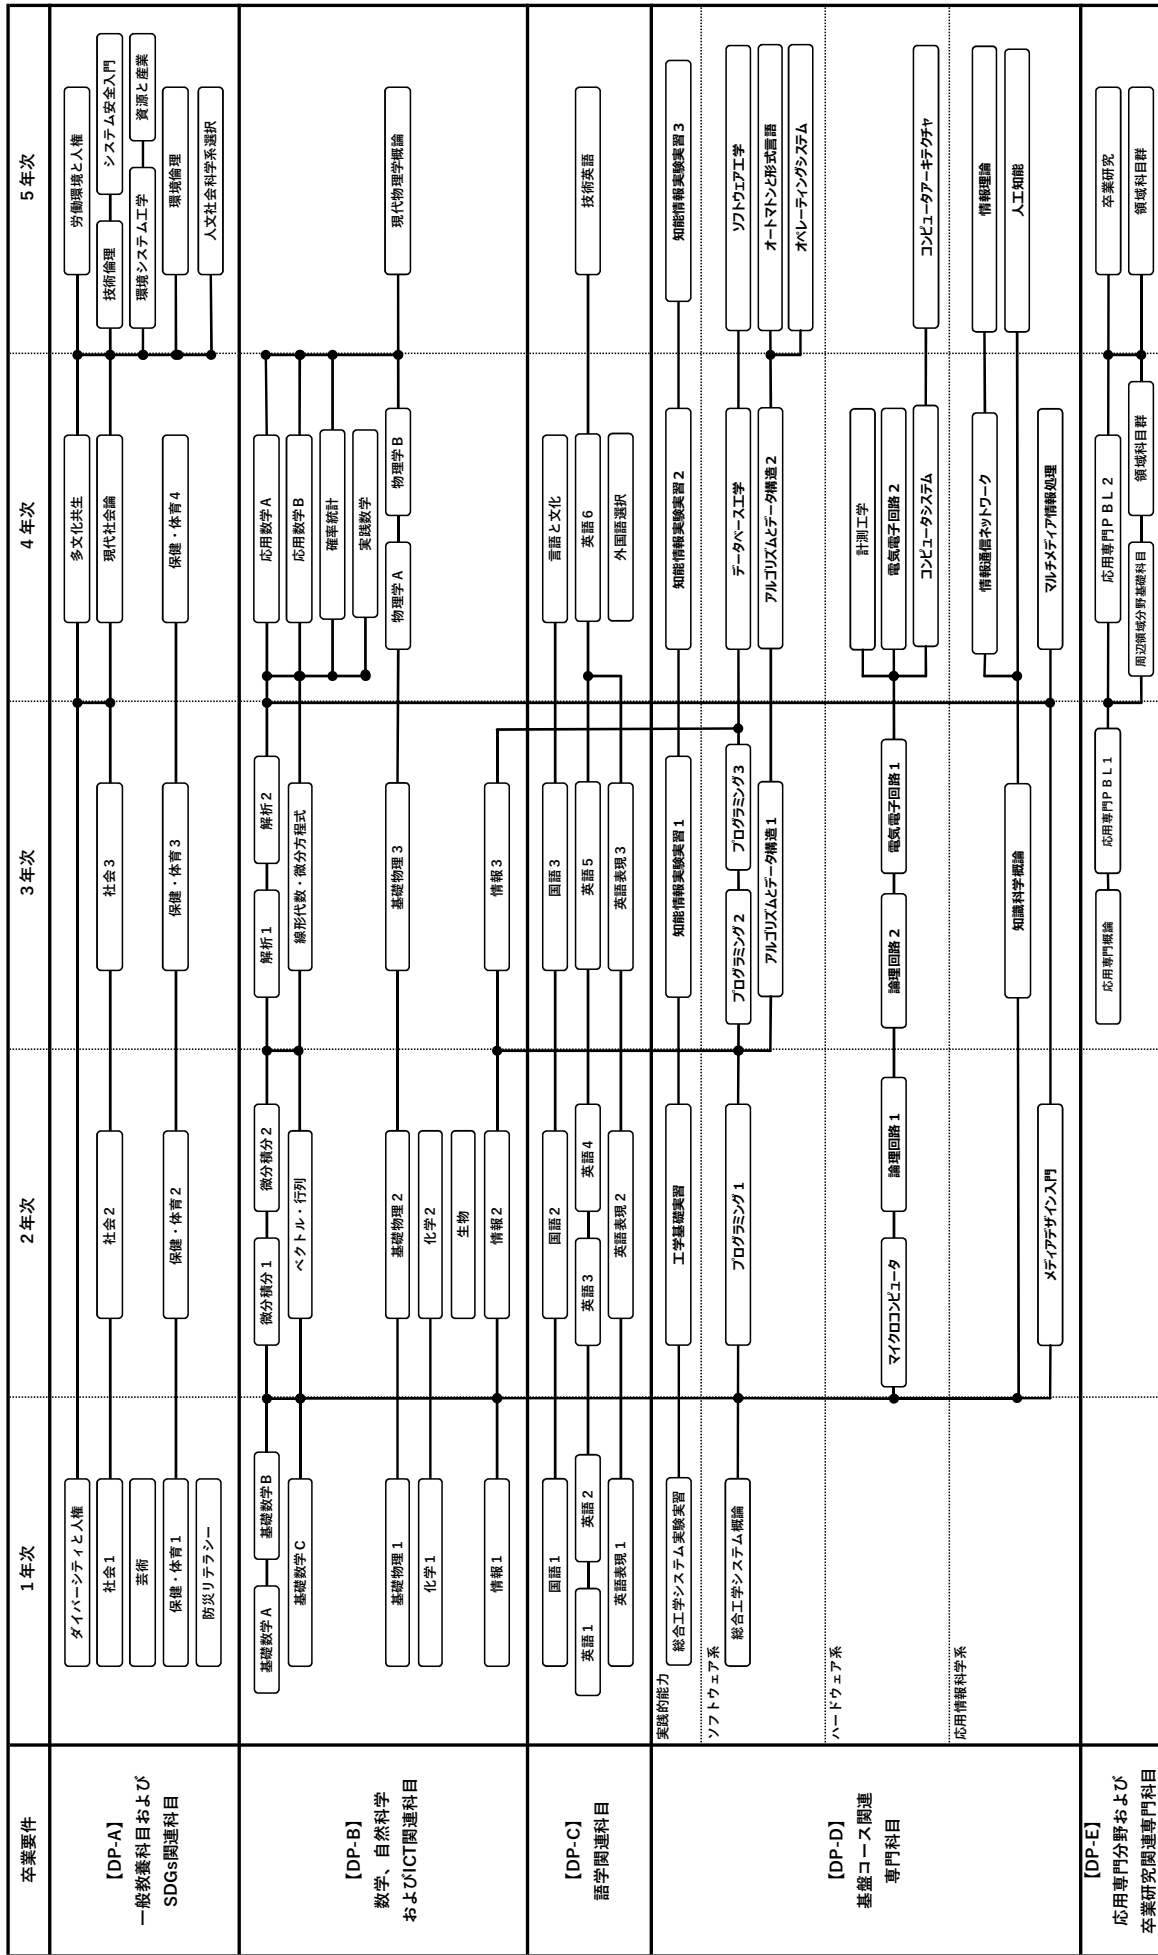 卒業要件
1年次
2年次
3年次
4年次
5年次
【DP-A】
一般教養科目および
SDGs関連科目
ダイバーシティと人権
多文化共生
労働環境と人権
社会1
社会2
社会3
現代社会論
技術倫理
システム安全入門
芸術
環境システム工学
資源と産業
保健・体育1
保健・体育2
保健・体育3
保健・体育4
環境倫理
防災リテラシー
人文社会科学系選択
【DP-B】
数学、自然科学
およびICT関連科目
基礎数学A
基礎数学B
微分積分1
微分積分2
解析1
解析2
応用数学A
基礎数学C
ベクトル・行列
線形代数・微分方程式
応用数学B
確率統計
実践数学
基礎物理1
基礎物理2
基礎物理3
物理学A
物理学B
現代物理学概論
化学1
化学2
生物
情報1
情報2
情報3
【DP-C】
語学関連科目
国語1
国語2
国語3
言語と文化
英語1
英語2
英語3
英語4
英語5
英語6
技術英語
英語表現1
英語表現2
英語表現3
外国語選択
【DP-D】
基盤コース関連
専門科目
実践的能力
総合工学システム実験実習
工学基礎実習
知能情報実験実習1
知能情報実験実習2
知能情報実験実習3
ソフトウェア系
総合工学システム概論
プログラミング1
プログラミング2
プログラミング3
データベース工学
ソフトウェア工学
アルゴリズムとデータ構造1
アルゴリズムとデータ構造2
オートマトンと形式言語
オペレーティングシステム
ハードウェア系
計測工学
マイクロコンピュータ
論理回路1
論理回路2
電気電子回路1
電気電子回路2
コンピュータシステム
コンピュータアーキテクチャ
応用情報科学系
情報通信ネットワーク
情報理論
知識科学概論
人工知能
メディアデザイン入門
マルチメディア情報処理
【DP-E】
応用専門分野および
卒業研究関連専門科目
応用専門概論
応用専門PBL1
応用専門PBL2
卒業研究
周辺領域分野基礎科目
領域科目群
領域科目群